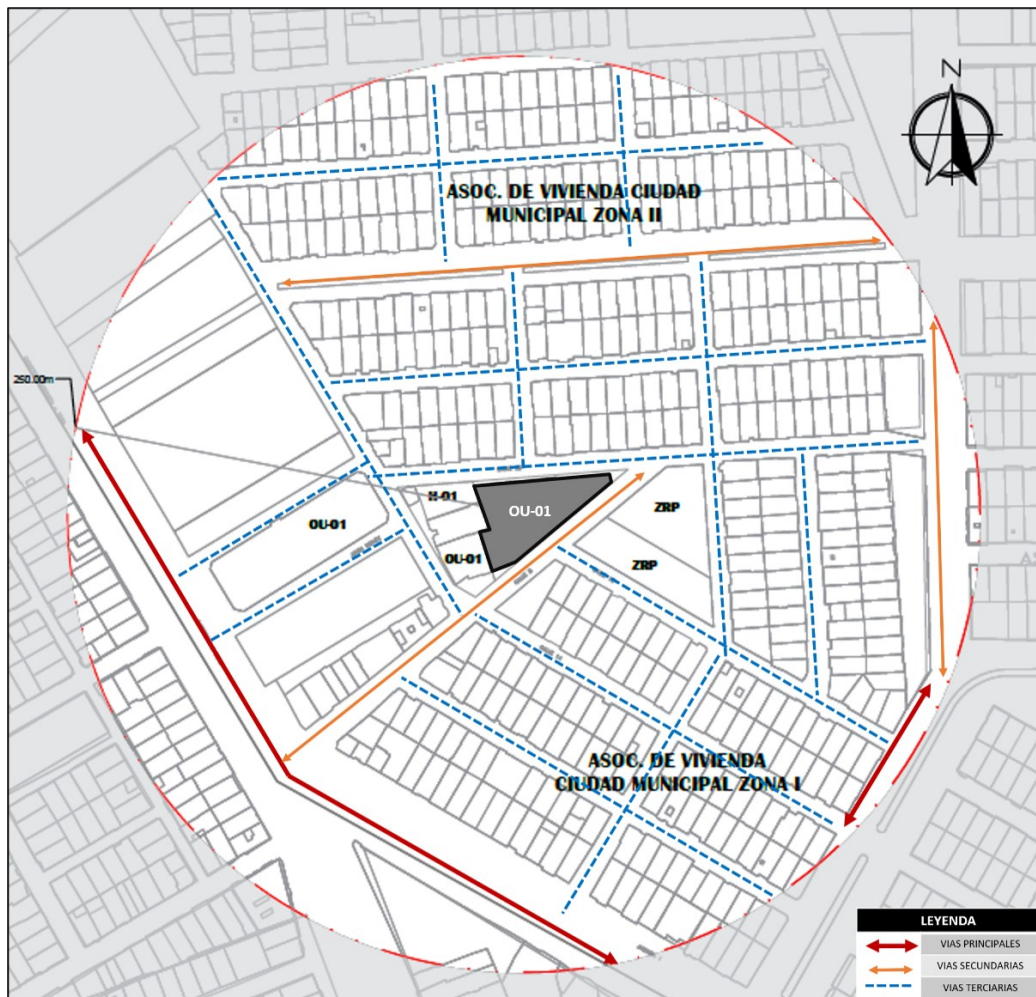 N
ASOC. DE VIVIENDA CIUDAD
MUNICIPAL ZONA II
250.00m
H-01
OU-01
OU-01
OU-01
ZRP
ZRP
ASOC. DE VIVIENDA
CIUDAD MUNICIPAL ZONA I
LEYENDA
VIAS PRINCIPALES
VIAS SECUNDARIAS
VIAS TERCIARIAS